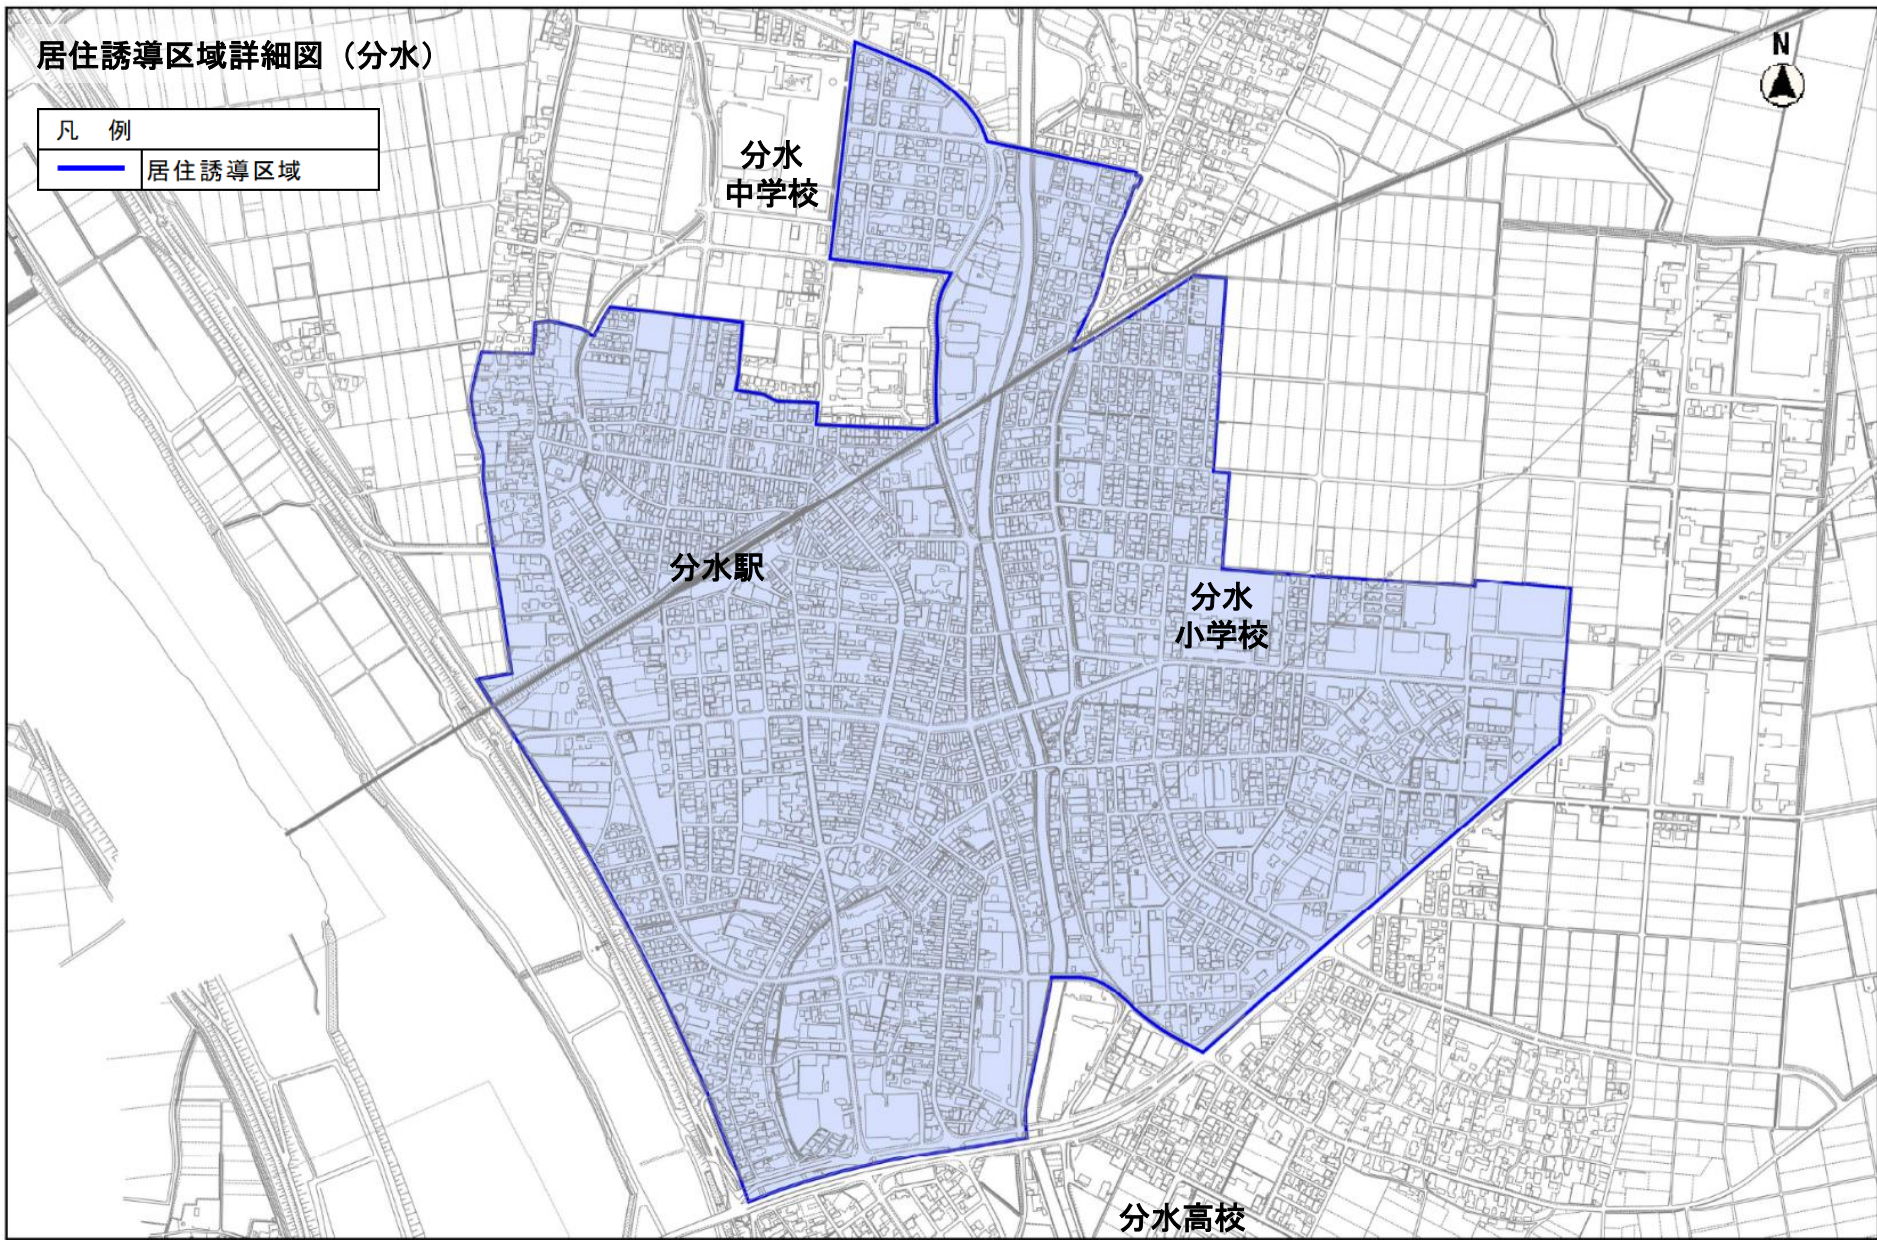 居住誘導区域詳細図（分水）
凡　例
居住誘導区域
N
分水
中学校
分水駅
分水
小学校
分水高校